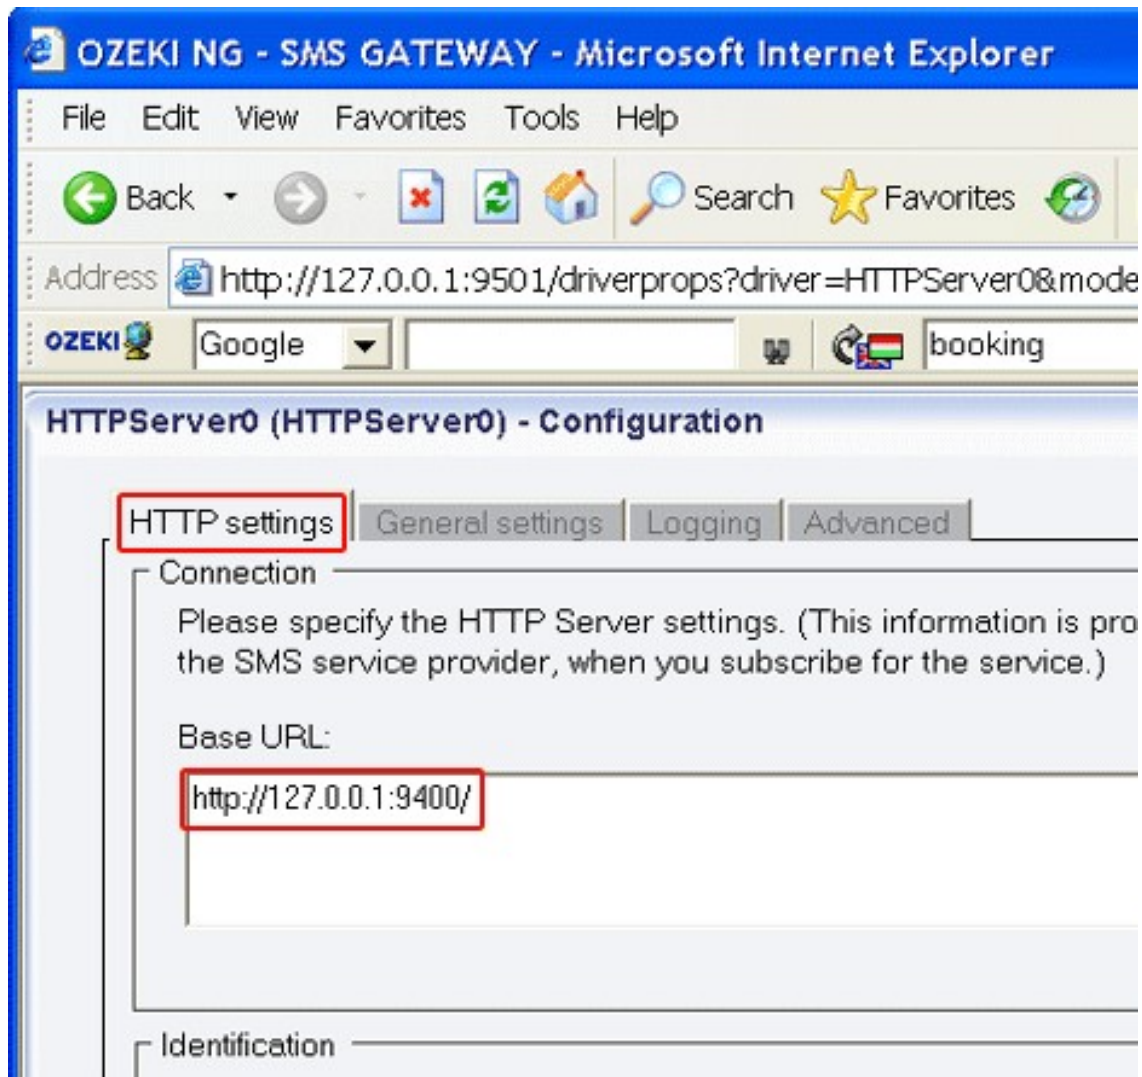 OZEKI NG - SMS GATEWAY - Microsoft Internet Explorer
File Edit View Favorites Tools Help
Back Search Favorites
Address http://127.0.0.1:9501/driverprops?driver=HTTPServer0&mode
OZEKI Google booking
HTTPServer0 (HTTPServer0) - Configuration
HTTP settings General settings Logging Advanced
Connection
Please specify the HTTP Server settings. (This information is pro
the SMS service provider, when you subscribe for the service.)
Base URL:
http://127.0.0.1:9400/
Identification